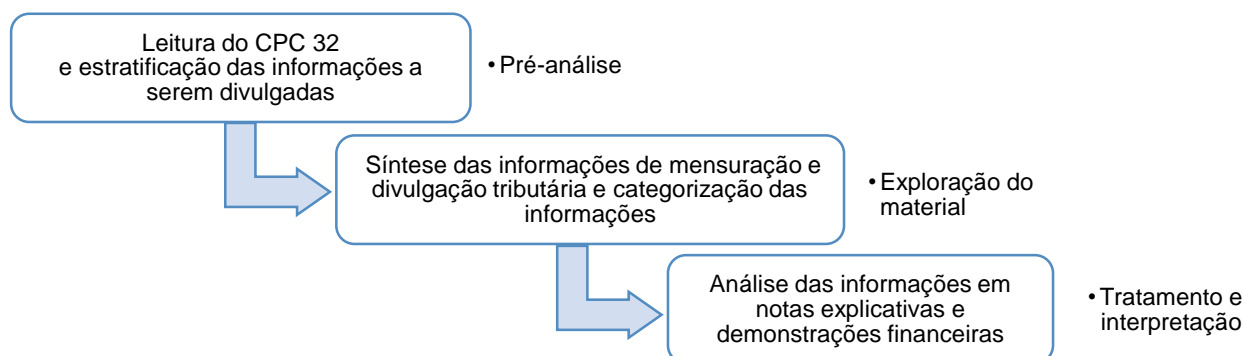 Leitura do CPC 32
e estratificação das informações a
serem divulgadas
•Pré-análise
Síntese das informações de mensuração e
divulgação tributária e categorização das
informações
•Exploração do
material
Análise das informações em
notas explicativas e
demonstrações financeiras
•Tratamento e
interpretação